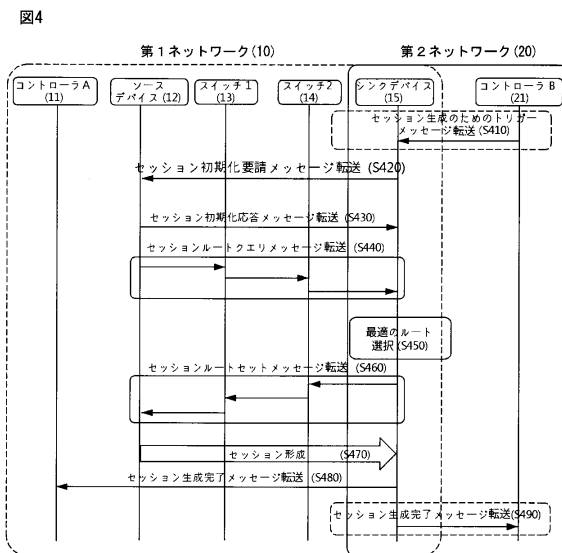 図4
第1ネットワーク(10)
第2ネットワーク(20)
コントローラA
(11)
ソース
デバイス(12)
スイッチ1
(13)
スイッチ2
(14)
シンクデバイス
(15)
コントローラB
(21)
セッション生成のためのトリガー
メッセージ転送(S410)
セッション初期化要請メッセージ転送 (S420)
セッション初期化応答メッセージ転送(S430)
セッションルートクエリメッセージ転送(S440)
最適のルート
選択(S450)
セッションルートセットメッセージ転送 (S460)
セッション形成 (S470)
セッション生成完了メッセージ転送(S480)
セッション生成完了メッセージ転送(S490)